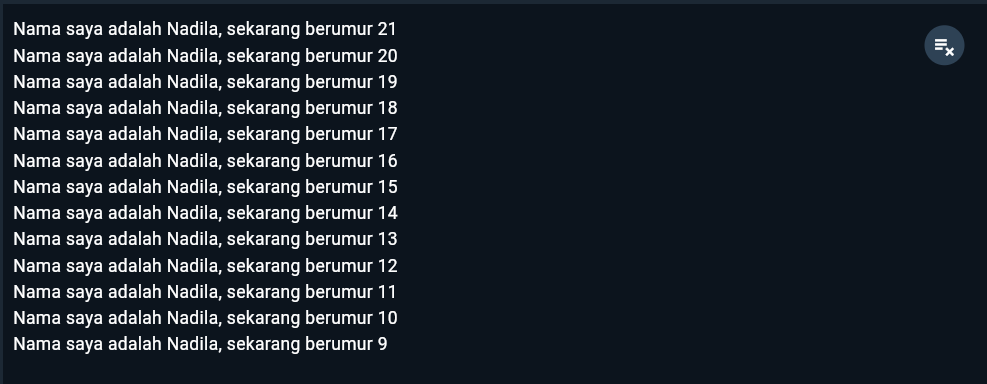 Nama saya adalah Nadila, sekarang berumur 21
Nama saya adalah Nadila, sekarang berumur 20
Nama saya adalah Nadila, sekarang berumur 19
Nama saya adalah Nadila, sekarang berumur 18
Nama saya adalah Nadila, sekarang berumur 17
Nama saya adalah Nadila, sekarang berumur 16
Nama saya adalah Nadila, sekarang berumur 15
Nama saya adalah Nadila, sekarang berumur 14
Nama saya adalah Nadila, sekarang berumur 13
Nama saya adalah Nadila, sekarang berumur 12
Nama saya adalah Nadila, sekarang berumur 11
Nama saya adalah Nadila, sekarang berumur 10
Nama saya adalah Nadila, sekarang berumur 9